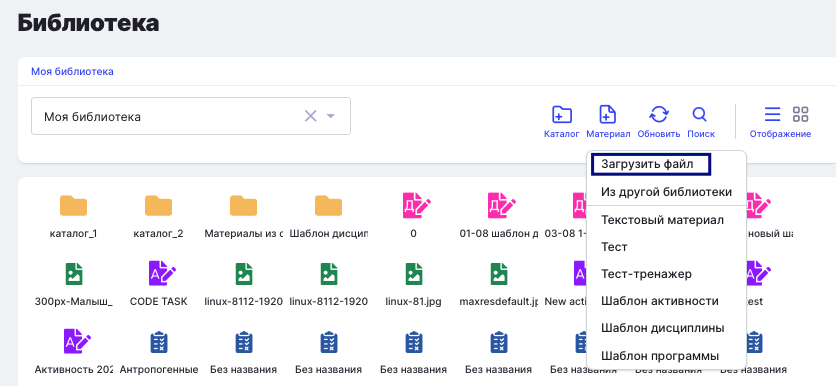 Библиотека
Моя библиотека
Моя библиотека
Каталог Материал Обновить Поиск Отображение
Загрузить файл
Из другой библиотеки
Текстовый материал
Тест
Тест-тренажер
Шаблон активности
Шаблон дисциплины
Шаблон программы
каталог_1 каталог_2 Материалы из с Шаблон дисцип 0 01-08 шаблон д 03-08 1- новый ша
300px-Малыш_ CODE TASK linux-8112-1920 linux-8112-1920 linux-81.jpg maxresdefault.jp New acti test
Активность 202 Антропогенные Без названия Без названия Без названия Без названия Без названия Без названия Без названия